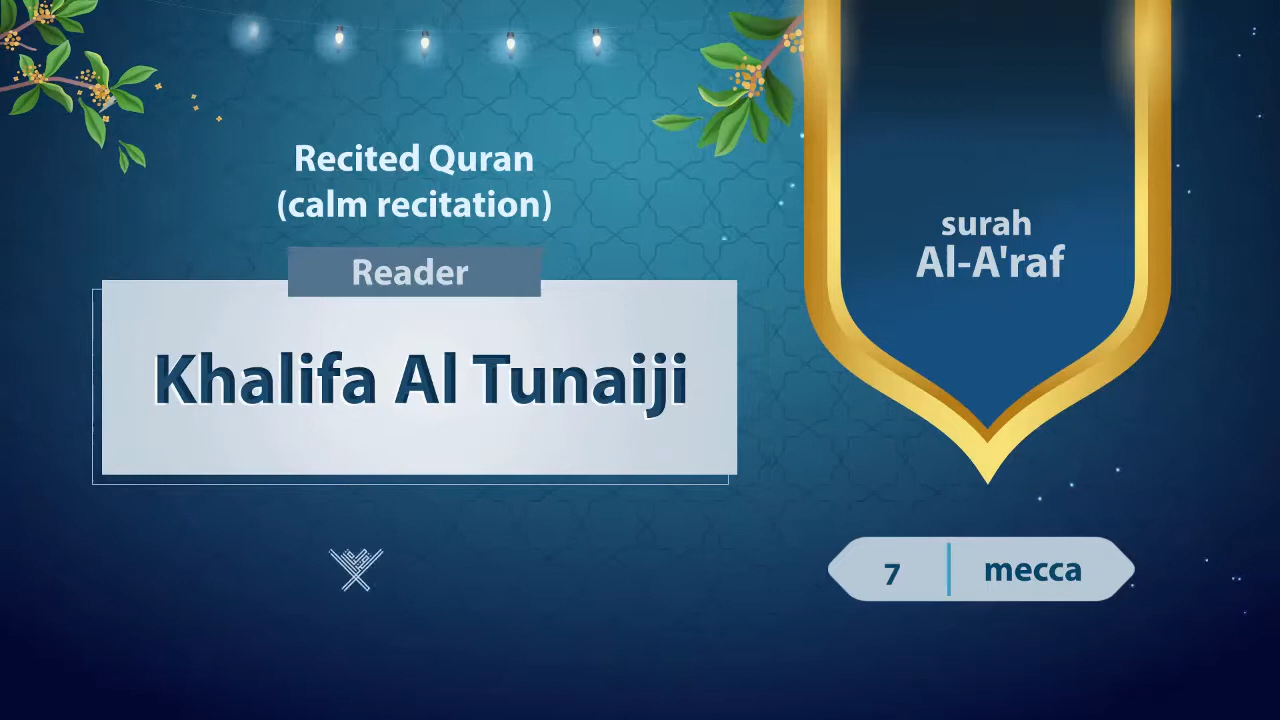 Recited Quran
(calm recitation)
Reader
Khalifa Al Tunaiji
surah
Al-A'raf
7 mecca